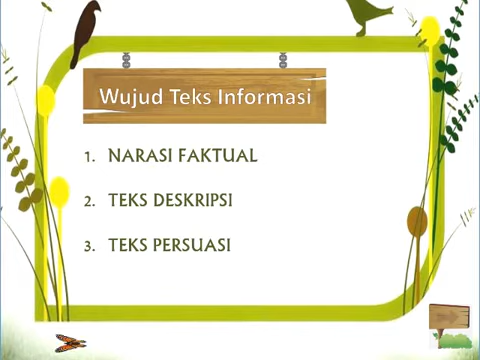 Wujud Teks Informasi
1. NARASI FAKTUAL
2. TEKS DESKRIPSI
3. TEKS PERSUASI